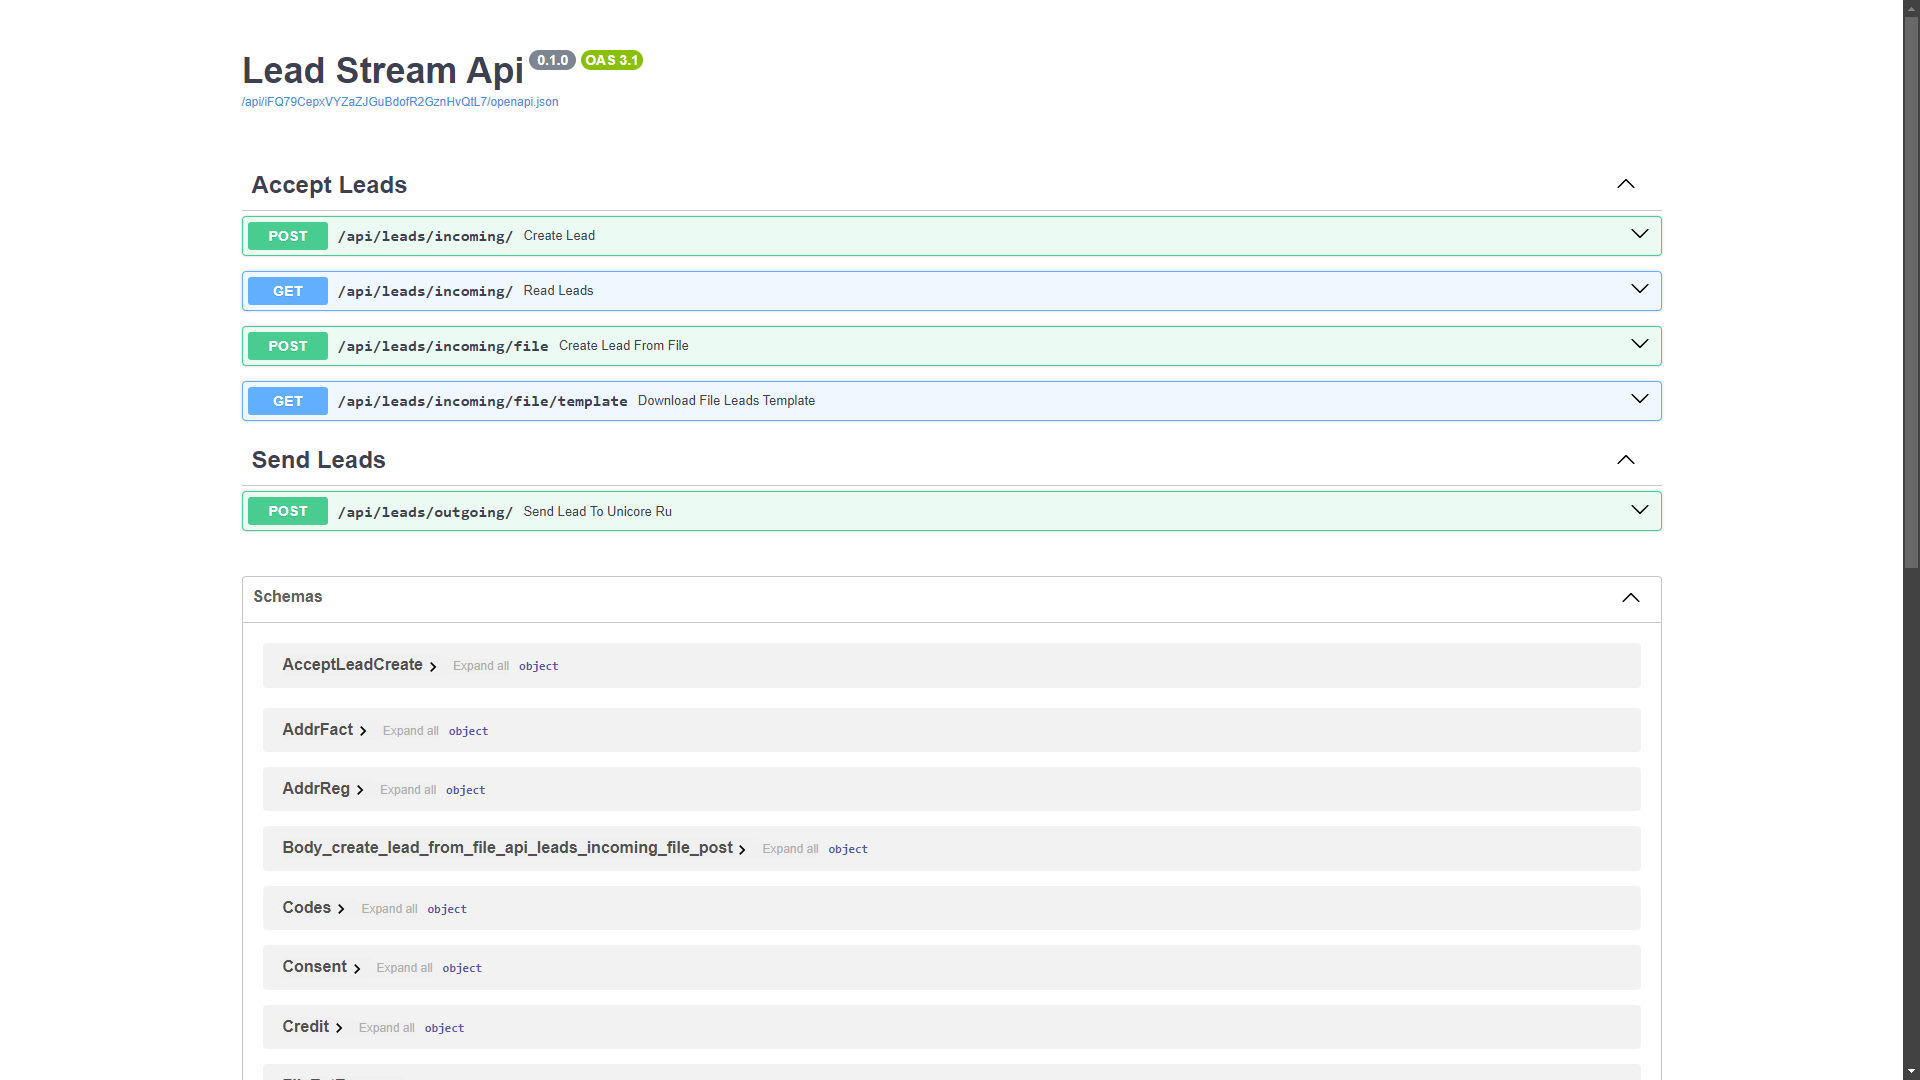 Lead Stream Api 0.1.0 OAS 3.1
/api/iFQ79CepxVYZaZJGuBdofR2GznHvQtL7/openapi.json
Accept Leads
POST /api/leads/incoming/ Create Lead
GET /api/leads/incoming/ Read Leads
POST /api/leads/incoming/file Create Lead From File
GET /api/leads/incoming/file/template Download File Leads Template
Send Leads
POST /api/leads/outgoing/ Send Lead To Unicore Ru
Schemas
AcceptLeadCreate Expand all object
AddrFact Expand all object
AddrReg Expand all object
Body_create_lead_from_file_api_leads_incoming_file_post Expand all object
Codes Expand all object
Consent Expand all object
Credit Expand all object